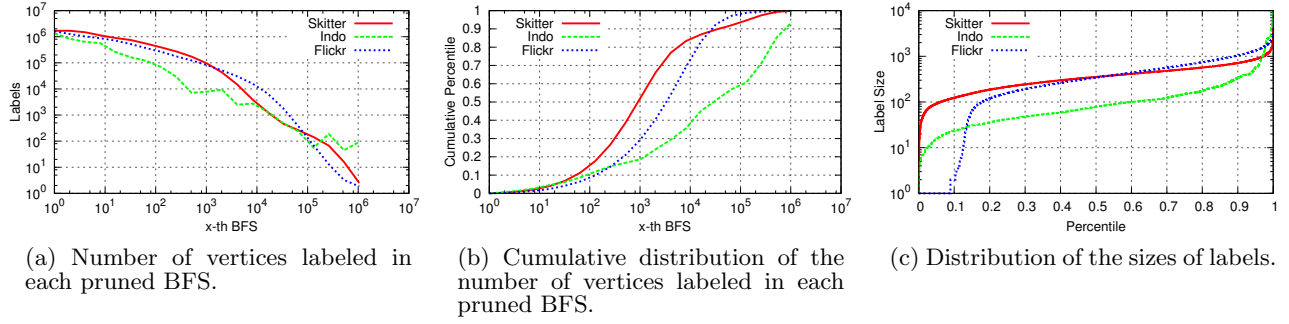 10^7
10^6
10^5
10^4
10^3
10^2
10^1
10^0
Labels
10^0 10^1 10^2 10^3 10^4 10^5 10^6 10^7
x-th BFS
Skitter
Indo
Flickr
(a) Number of vertices labeled in
each pruned BFS.
1
0.9
0.8
0.7
0.6
0.5
0.4
0.3
0.2
0.1
0
Cumulative Percentile
10^0 10^1 10^2 10^3 10^4 10^5 10^6 10^7
x-th BFS
Skitter
Indo
Flickr
(b) Cumulative distribution of the
number of vertices labeled in each
pruned BFS.
10^4
10^3
10^2
10^1
10^0
Label Size
0 0.1 0.2 0.3 0.4 0.5 0.6 0.7 0.8 0.9 1
Percentile
Skitter
Indo
Flickr
(c) Distribution of the sizes of labels.